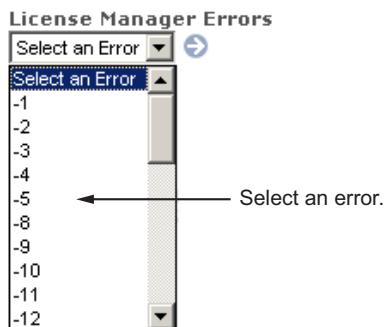 License Manager Errors
Select an Error
Select an Error
-1
-2
-3
-4
-5
Select an error.
-8
-9
-10
-11
-12